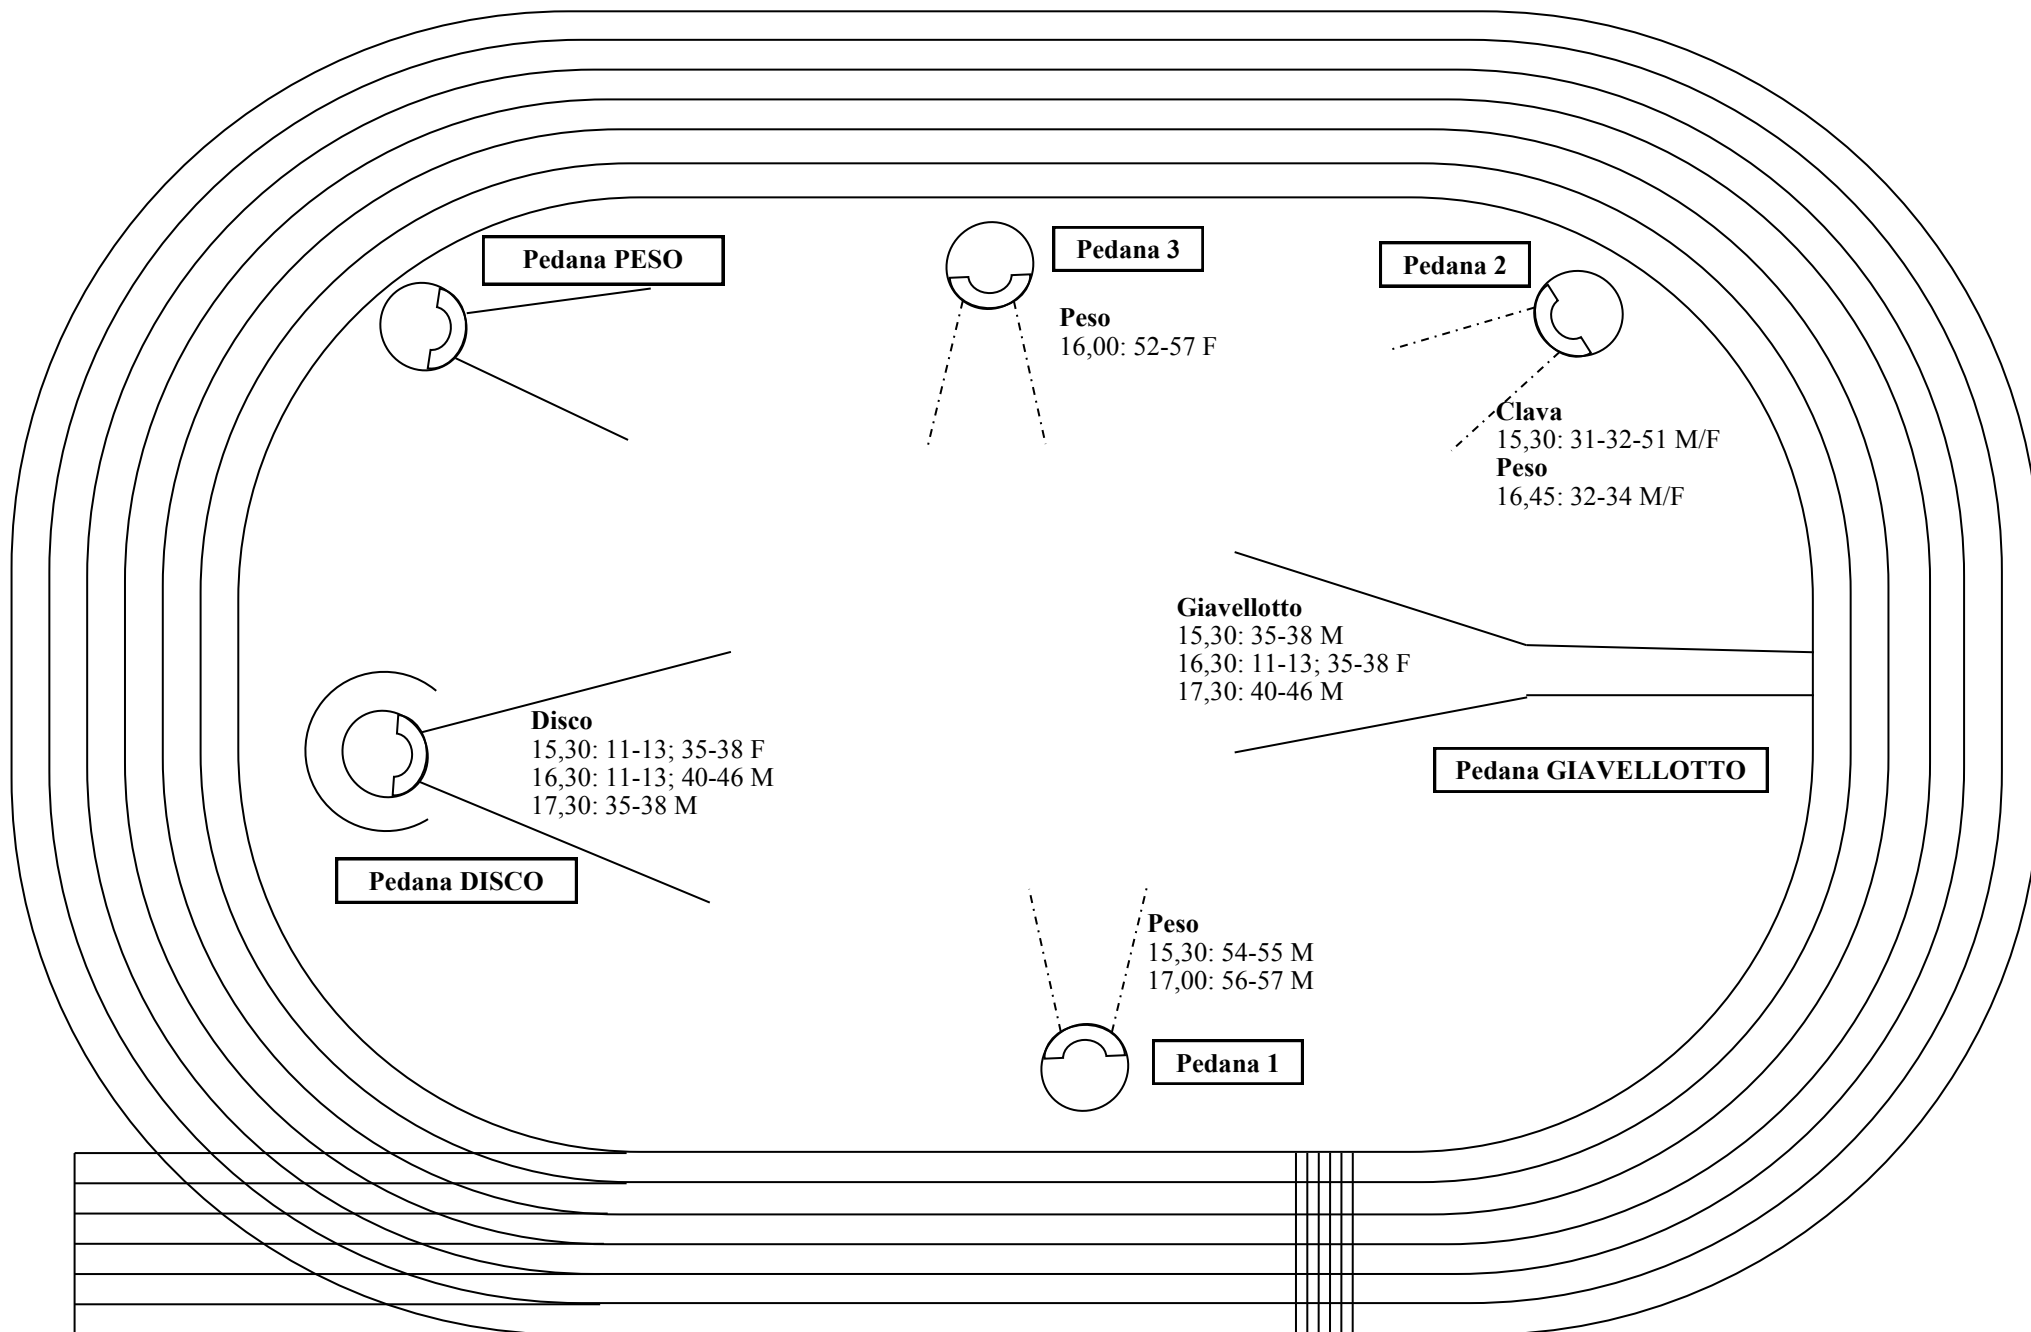 Pedana PESO
Pedana 3
Peso
16,00: 52-57 F
Pedana 2
Clava
15,30: 31-32-51 M/F
Peso
16,45: 32-34 M/F
Giavellotto
15,30: 35-38 M
16,30: 11-13; 35-38 F
17,30: 40-46 M
Pedana GIAVELLOTTO
Disco
15,30: 11-13; 35-38 F
16,30: 11-13; 40-46 M
17,30: 35-38 M
Pedana DISCO
Peso
15,30: 54-55 M
17,00: 56-57 M
Pedana 1